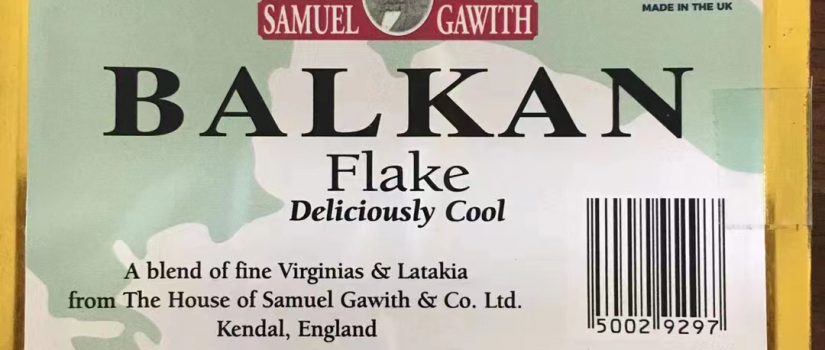 SAMUEL GAWITH
MADE IN THE UK
BALKAN
Flake
Deliciously Cool
A blend of fine Virginias & Latakia
from The House of Samuel Gawith & Co. Ltd.
Kendal, England
5002 9297